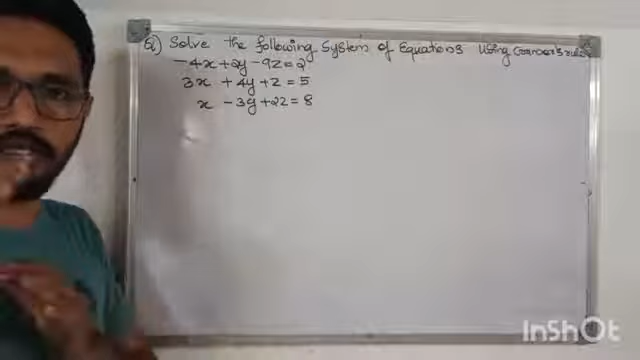 Q) Solve the following System of Equations using Cramer's rule
-4x+2y-9z=2
3x+4y+z=5
x-3y+2z=8
InShOt